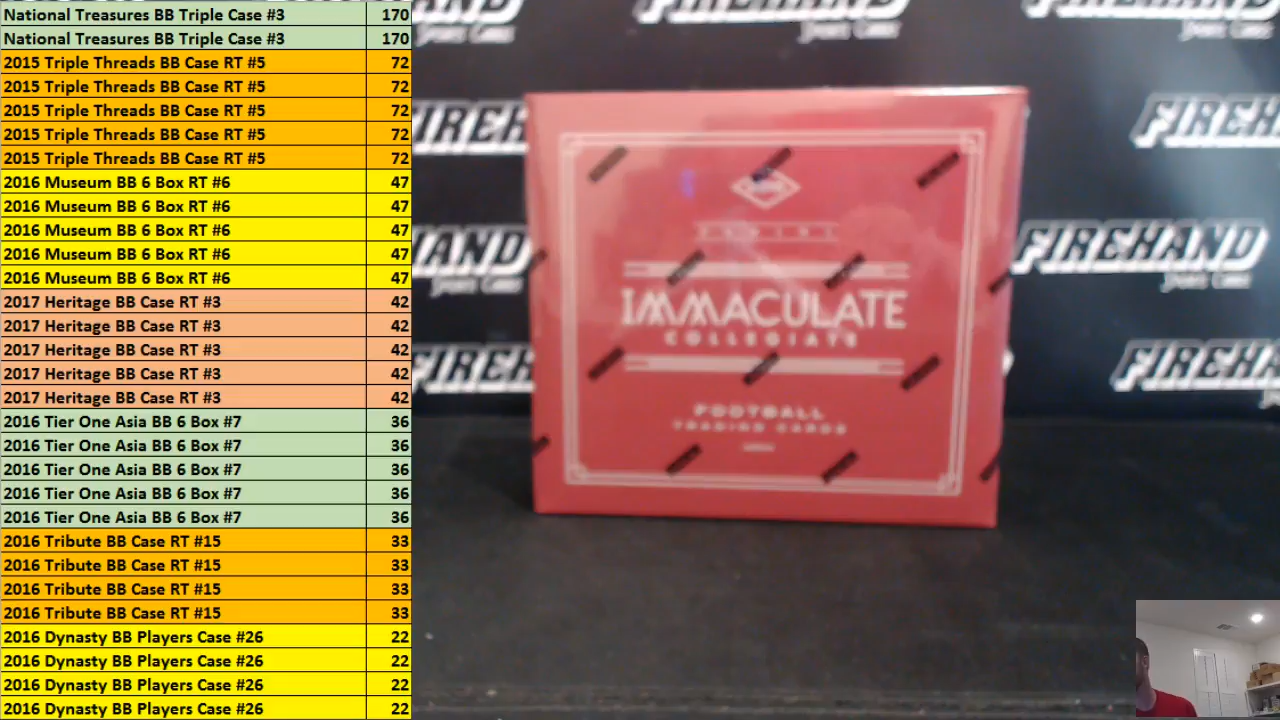 National Treasures BB Triple Case #3 170
National Treasures BB Triple Case #3 170
2015 Triple Threads BB Case RT #5 72
2015 Triple Threads BB Case RT #5 72
2015 Triple Threads BB Case RT #5 72
2015 Triple Threads BB Case RT #5 72
2015 Triple Threads BB Case RT #5 72
2016 Museum BB 6 Box RT #6 47
2016 Museum BB 6 Box RT #6 47
2016 Museum BB 6 Box RT #6 47
2016 Museum BB 6 Box RT #6 47
2016 Museum BB 6 Box RT #6 47
2017 Heritage BB Case RT #3 42
2017 Heritage BB Case RT #3 42
2017 Heritage BB Case RT #3 42
2017 Heritage BB Case RT #3 42
2017 Heritage BB Case RT #3 42
2016 Tier One Asia BB 6 Box #7 36
2016 Tier One Asia BB 6 Box #7 36
2016 Tier One Asia BB 6 Box #7 36
2016 Tier One Asia BB 6 Box #7 36
2016 Tier One Asia BB 6 Box #7 36
2016 Tribute BB Case RT #15 33
2016 Tribute BB Case RT #15 33
2016 Tribute BB Case RT #15 33
2016 Tribute BB Case RT #15 33
2016 Dynasty BB Players Case #26 22
2016 Dynasty BB Players Case #26 22
2016 Dynasty BB Players Case #26 22
2016 Dynasty BB Players Case #26 22
PANINI
IMMACULATE
COLLEGIATE
FOOTBALL
TRADING CARDS
FIREHAND
SPORTS CARDS